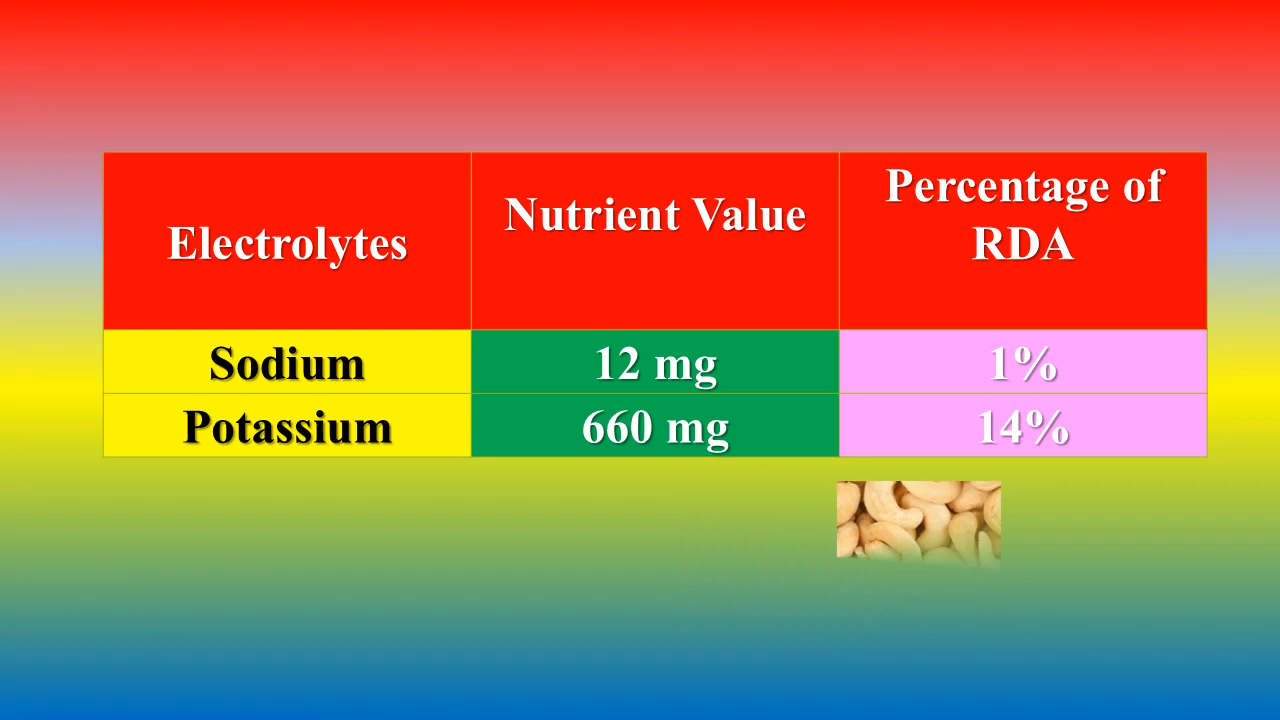 Electrolytes
Nutrient Value
Percentage of
RDA
Sodium
12 mg
1%
Potassium
660 mg
14%